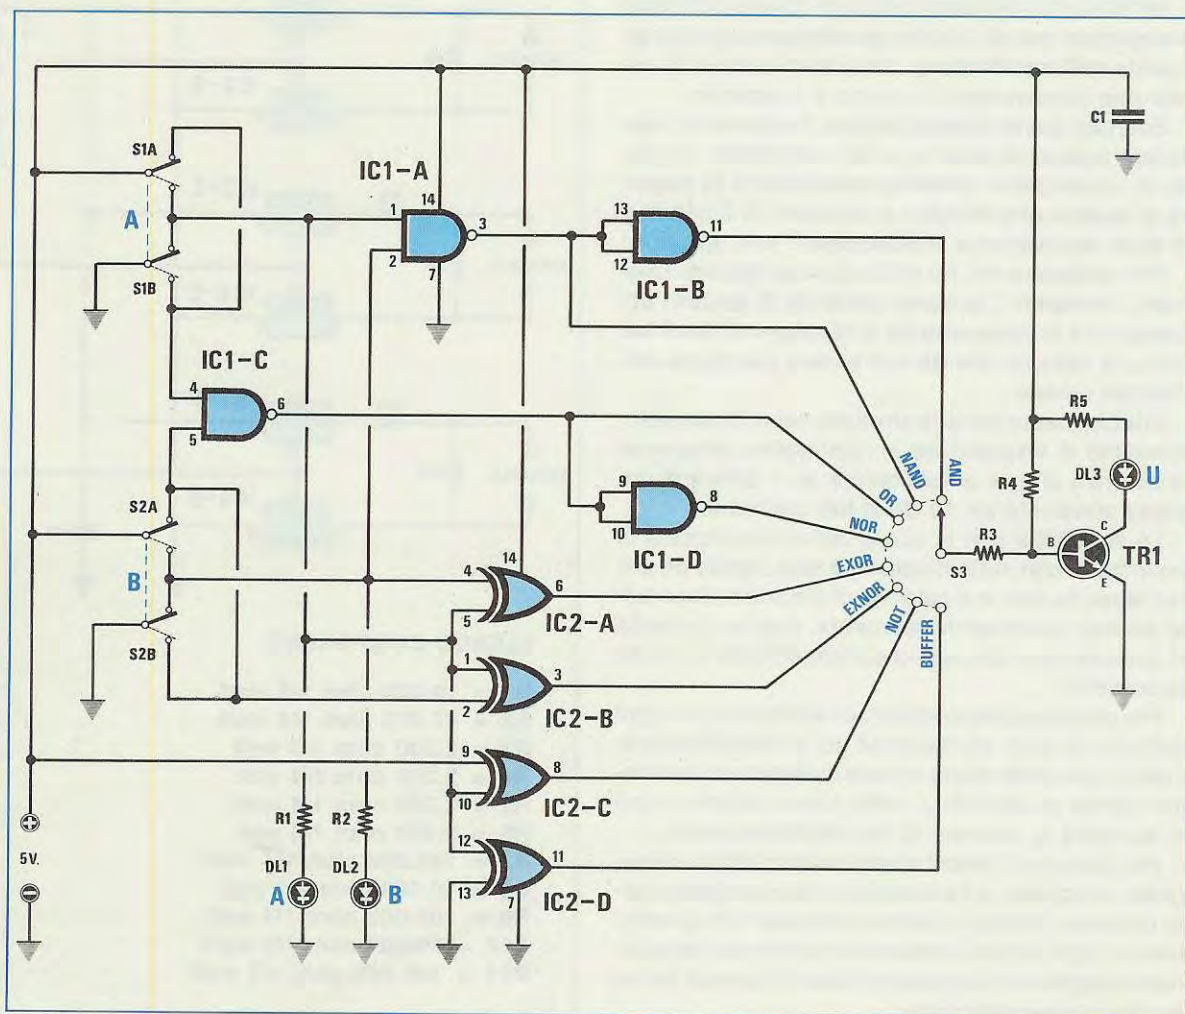 C1
S1A
A
S1B
IC1-A
14
1
2
3
7
13
12
11
IC1-B
IC1-C
4
5
6
R5
DL3
U
R4
AND
NAND
OR
NOR
EXOR
EXNOR
NOT
BUFFER
9
10
8
IC1-D
R3
S3
B
C
E
TR1
S2A
B
S2B
14
4
5
6
IC2-A
1
2
3
IC2-B
9
10
8
IC2-C
12
13
11
7
IC2-D
R1
R2
DL1
DL2
A
B
5V.